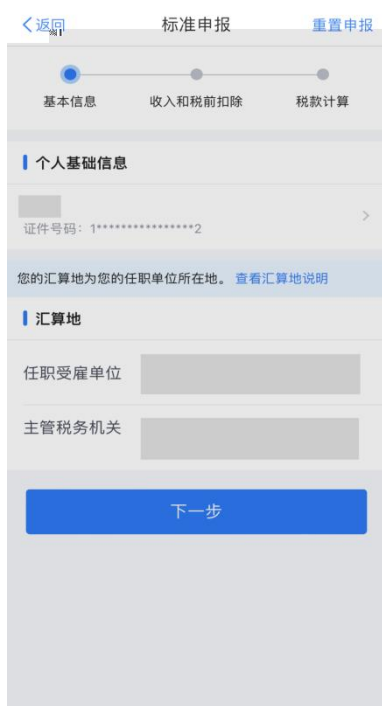 返回 标准申报 重置申报
基本信息 收入和税前扣除 税款计算
个人基础信息
证件号码：1****************2
您的汇算地为您的任职单位所在地。 查看汇算地说明
汇算地
任职受雇单位
主管税务机关
下一步